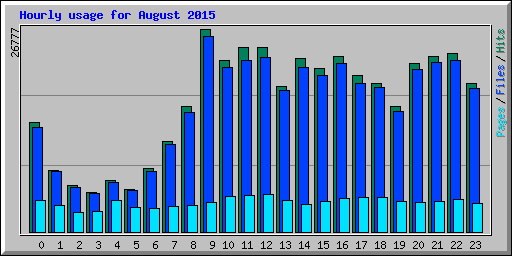 Hourly usage for August 2015
26777
Pages / Files / Hits
0 1 2 3 4 5 6 7 8 9 10 11 12 13 14 15 16 17 18 19 20 21 22 23